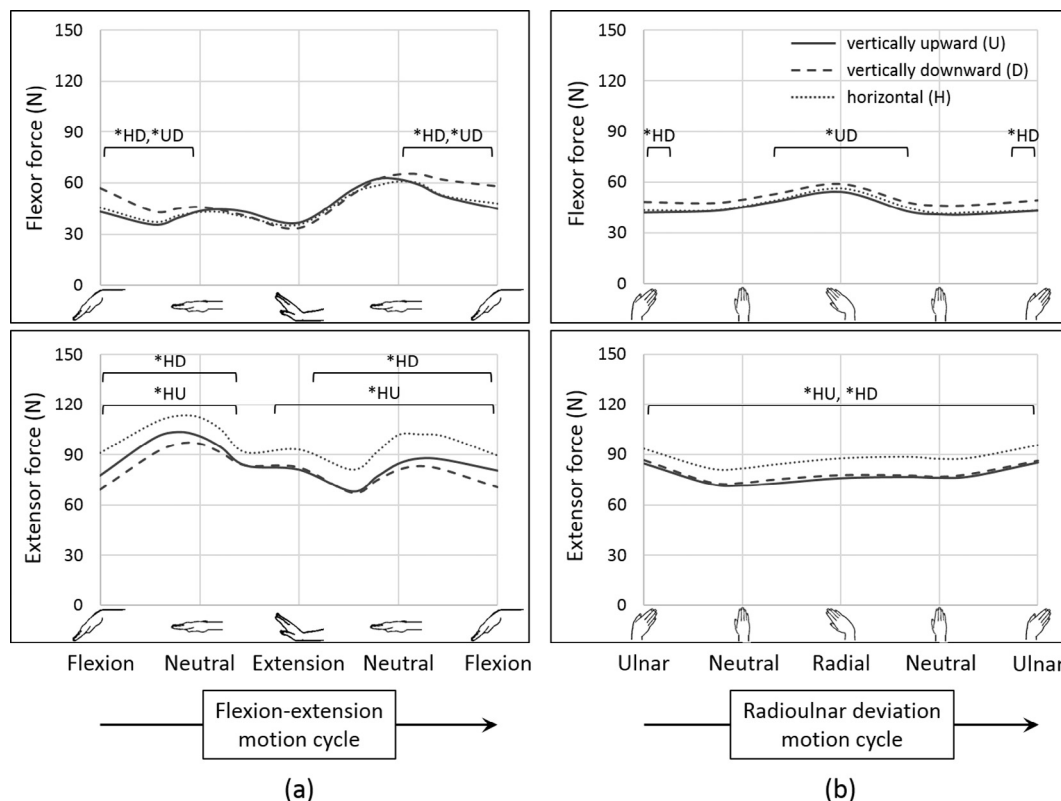 Flexor force (N)
150
120
90
60
30
0
*HD,*UD
*HD,*UD
Extensor force (N)
150
120
90
60
30
0
*HD
*HU
*HD
*HU
Flexion Neutral Extension Neutral Flexion
Flexion-extension
motion cycle
(a)
Flexor force (N)
150
120
90
60
30
0
vertically upward (U)
vertically downward (D)
horizontal (H)
*HD
*UD
*HD
Extensor force (N)
150
120
90
60
30
0
*HU, *HD
Ulnar Neutral Radial Neutral Ulnar
Radioulnar deviation
motion cycle
(b)